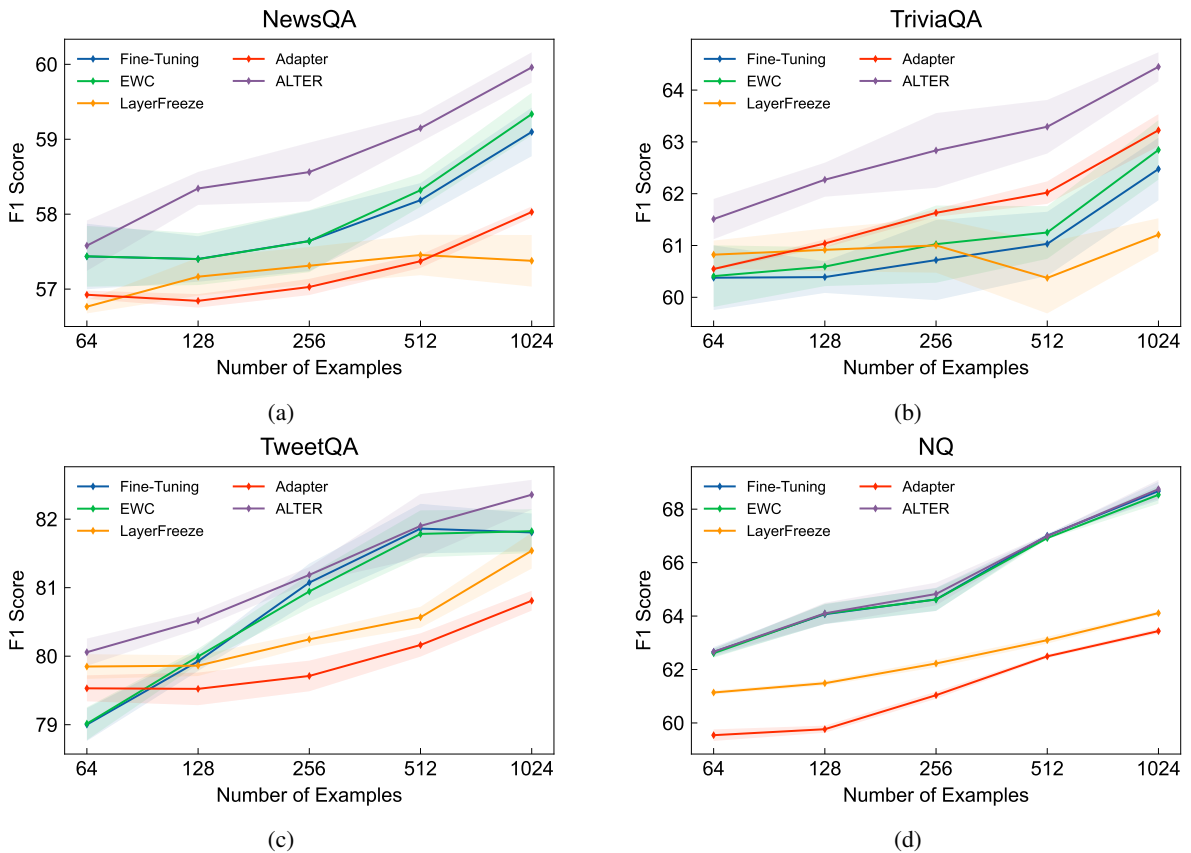 NewsQA
F1 Score
60
59
58
57
Fine-Tuning
EWC
LayerFreeze
Adapter
ALTER
64 128 256 512 1024
Number of Examples
(a)
TriviaQA
F1 Score
64
63
62
61
60
Fine-Tuning
EWC
LayerFreeze
Adapter
ALTER
64 128 256 512 1024
Number of Examples
(b)
TweetQA
F1 Score
82
81
80
79
Fine-Tuning
EWC
LayerFreeze
Adapter
ALTER
64 128 256 512 1024
Number of Examples
(c)
NQ
F1 Score
68
66
64
62
60
Fine-Tuning
EWC
LayerFreeze
Adapter
ALTER
64 128 256 512 1024
Number of Examples
(d)